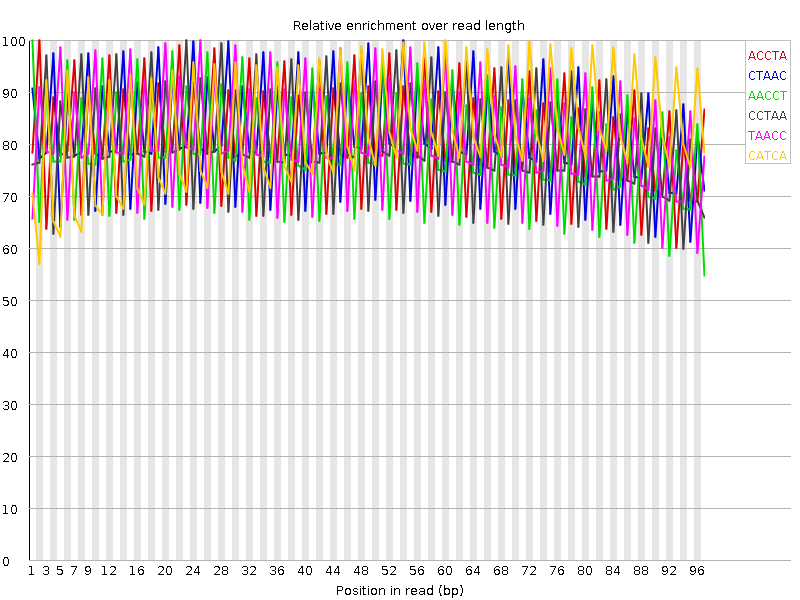 Relative enrichment over read length
100
90
80
70
60
50
40
30
20
10
0
ACCTA
CTAAC
AACCT
CCTAA
TAACC
CATCA
1 3 5 7 9 12 16 20 24 28 32 36 40 44 48 52 56 60 64 68 72 76 80 84 88 92 96
Position in read (bp)